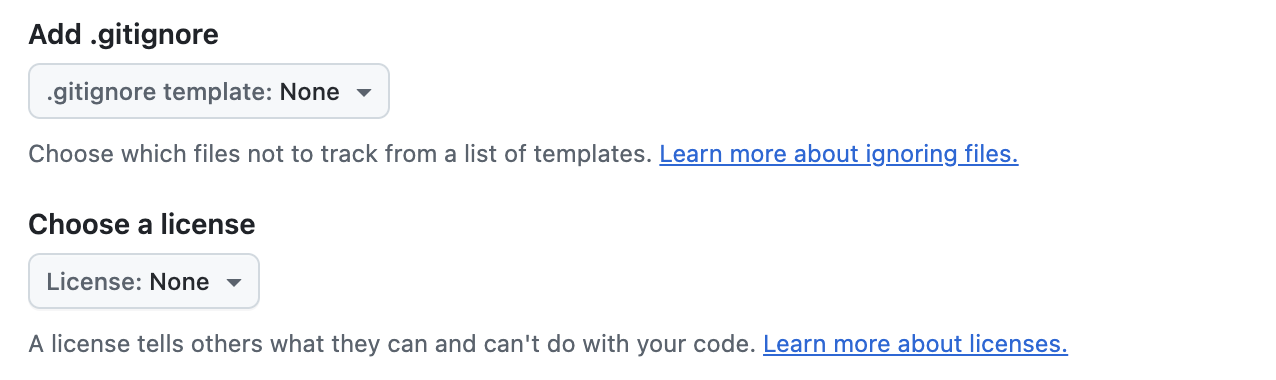 Add .gitignore
.gitignore template: None
Choose which files not to track from a list of templates. Learn more about ignoring files.
Choose a license
License: None
A license tells others what they can and can't do with your code. Learn more about licenses.